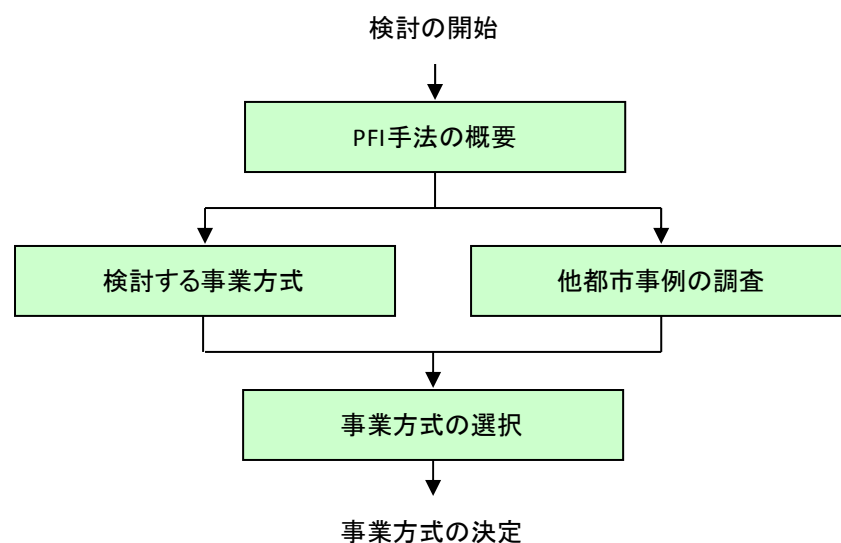 検討の開始
PFI手法の概要
検討する事業方式
他都市事例の調査
事業方式の選択
事業方式の決定